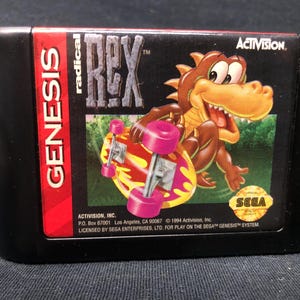 GENESIS
radical
REX™
ACTIVISION.
SEGA
ACTIVISION, INC.
P.O. Box 67001 Los Angeles, CA 90067 © 1994 Activision, Inc.
LICENSED BY SEGA ENTERPRISES, LTD. FOR PLAY ON THE SEGA™ GENESIS™ SYSTEM.